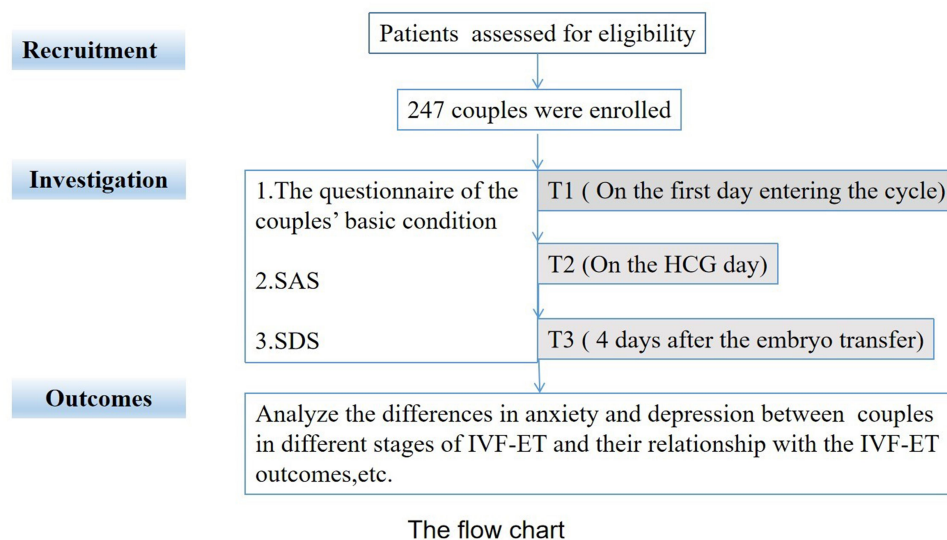 Recruitment
Patients assessed for eligibility
247 couples were enrolled
Investigation
1.The questionnaire of the
couples’ basic condition
2.SAS
3.SDS
T1 ( On the first day entering the cycle)
T2 (On the HCG day)
T3 ( 4 days after the embryo transfer)
Outcomes
Analyze the differences in anxiety and depression between couples
in different stages of IVF-ET and their relationship with the IVF-ET
outcomes,etc.
The flow chart